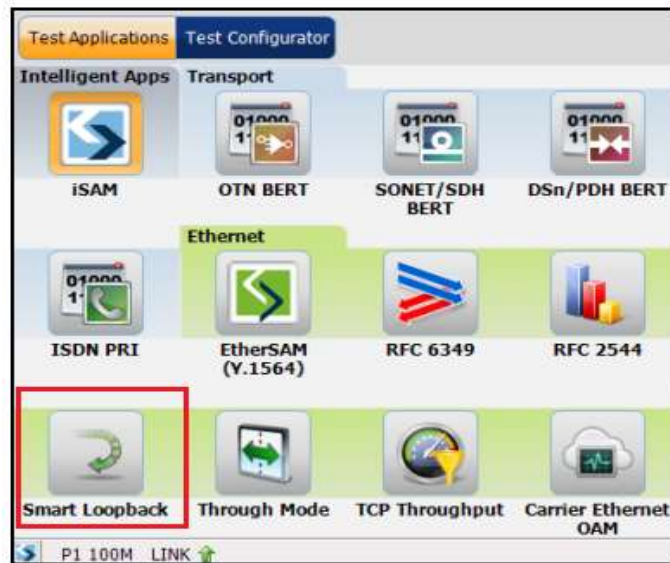 Test Applications Test Configurator
Intelligent Apps Transport
iSAM OTN BERT SONET/SDH BERT DSn/PDH BERT
Ethernet
ISDN PRI EtherSAM (Y.1564) RFC 6349 RFC 2544
Smart Loopback Through Mode TCP Throughput Carrier Ethernet OAM
P1 100M LINK